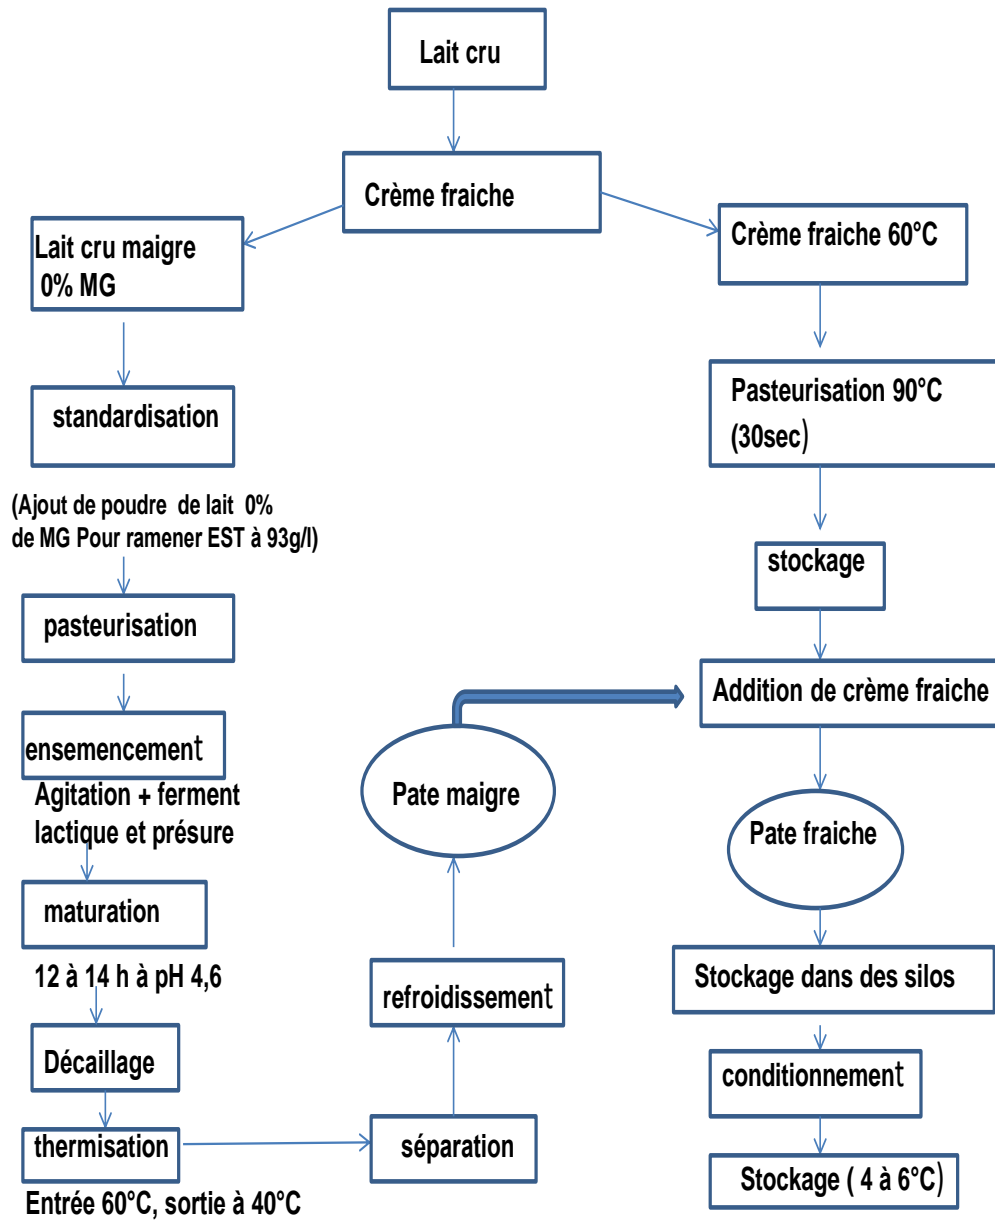 Lait cru
Crème fraiche
Lait cru maigre
0% MG
standardisation
(Ajout de poudre de lait 0%
de MG Pour ramener EST à 93g/l)
pasteurisation
ensemencement
Agitation + ferment
lactique et présure
maturation
12 à 14 h à pH 4,6
Décaillage
thermisation
Entrée 60°C, sortie à 40°C
séparation
refroidissement
Pate maigre
Crème fraiche 60°C
Pasteurisation 90°C
(30sec)
stockage
Addition de crème fraiche
Pate fraiche
Stockage dans des silos
conditionnement
Stockage ( 4 à 6°C)